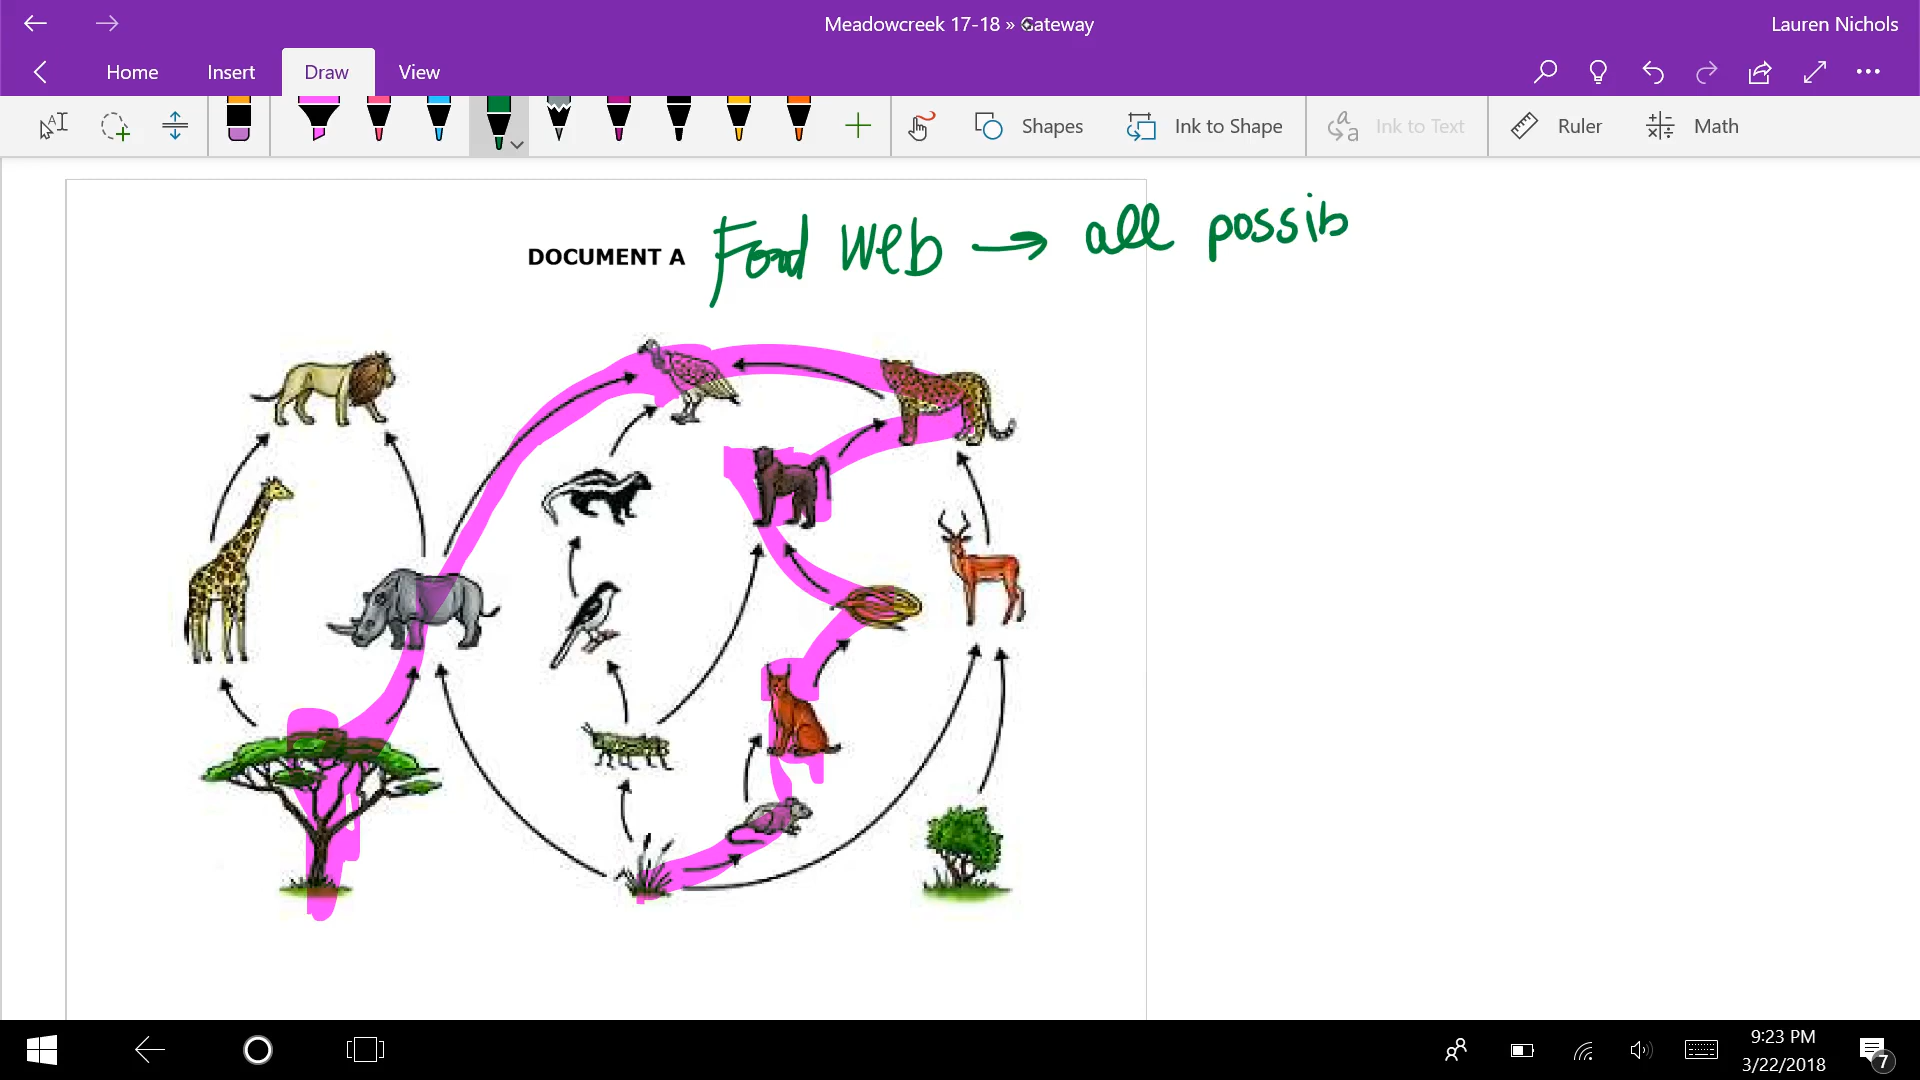 Meadowcreek 17-18 » Gateway
Lauren Nichols
Home Insert Draw View
Shapes Ink to Shape Ink to Text Ruler Math
DOCUMENT A Food Web → all possib
9:23 PM
3/22/2018
7